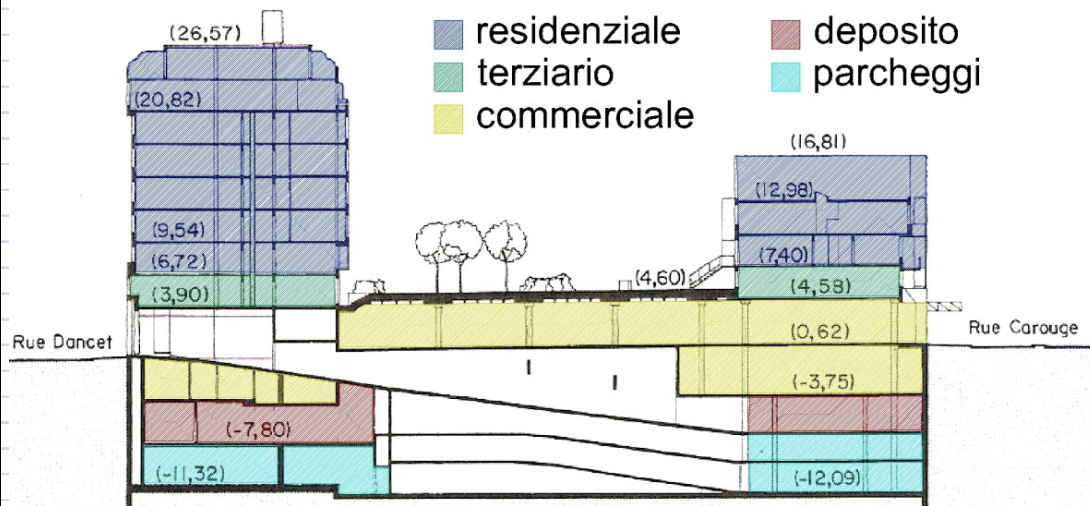 (26,57)
residenziale
deposito
terziario
parcheggi
(20,82)
commerciale
(16,81)
(12,98)
(9,54)
(6,72)
(7,40)
(4,60)
(3,90)
(4,58)
Rue Dancet
(0,62)
Rue Carouge
(-3,75)
(-7,80)
(-11,32)
(-12,09)